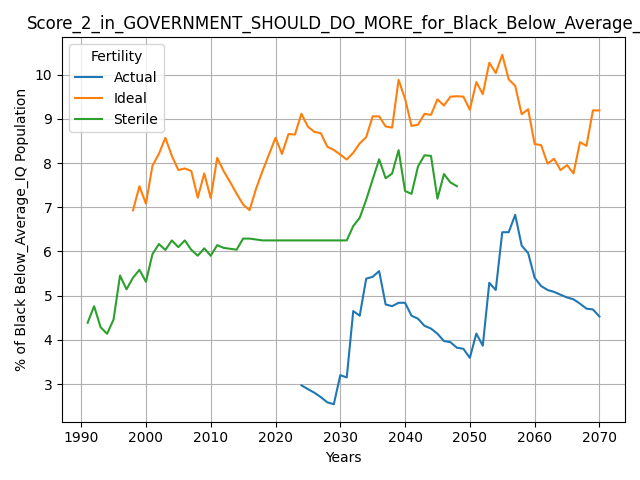 Score_2_in_GOVERNMENT_SHOULD_DO_MORE_for_Black_Below_Average_
Fertility
Actual
Ideal
Sterile
% of Black Below_Average_IQ Population
10
9
8
7
6
5
4
3
1990 2000 2010 2020 2030 2040 2050 2060 2070
Years